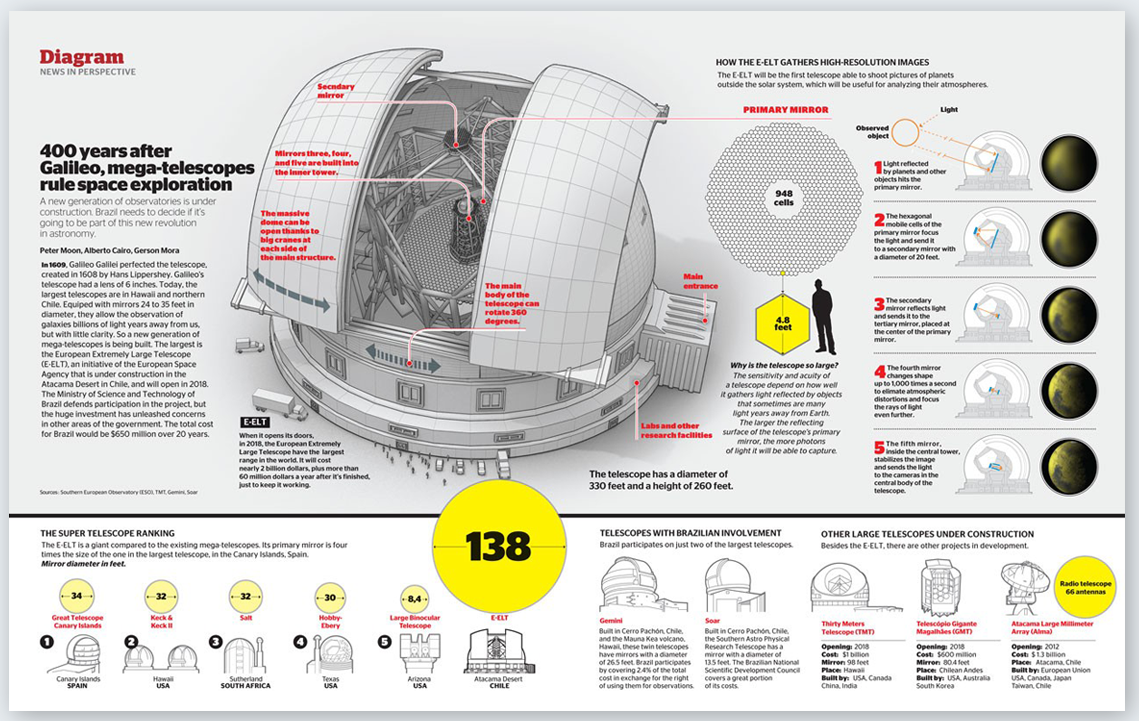 Diagram
NEWS IN PERSPECTIVE
400 years after
Galileo, mega-telescopes
rule space exploration
A new generation of observatories is under
construction. Brazil needs to decide if it's
going to be part of this new revolution
in astronomy.
Peter Moon, Alberto Cairo, Gerson Mora
In 1609, Galileo Galilei perfected the telescope,
created in 1608 by Hans Lippershey. Galileo's
telescope had a lens of 6 inches. Today, the
largest telescopes are in Hawaii and northern
Chile. Equipped with mirrors 24 to 35 feet in
diameter, they allow the observation of
galaxies billions of light years away from us,
but with little clarity. So a new generation of
mega-telescopes is being built. The largest is
the European Extremely Large Telescope
(E-ELT), an initiative of the European Space
Agency that is under construction in the
Atacama Desert in Chile, and will open in 2018.
The Ministry of Science and Technology of
Brazil defends participation in the project, but
the huge investment has unleashed concerns
in other areas of the government. The total cost
for Brazil would be $650 million over 20 years.
Sources: Southern European Observatory (ESO), TMT, Gemini, Soar
Secndary
mirror
Mirrors three, four,
and five are built into
the inner tower.
The massive
dome can be
open thanks to
big cranes at
each side of
the main structure.
The main
body of the
telescope can
rotate 360
degrees.
Main
entrance
Labs and other
research facilities
E-ELT
When it opens its doors,
in 2018, the European Extremely
Large Telescope have the largest
range in the world. It will cost
nearly 2 billion dollars, plus more than
60 million dollars a year after it's finished,
just to keep it working.
The telescope has a diameter of
330 feet and a height of 260 feet.
HOW THE E-ELT GATHERS HIGH-RESOLUTION IMAGES
The E-ELT will be the first telescope able to shoot pictures of planets
outside the solar system, which will be useful for analyzing their atmospheres.
PRIMARY MIRROR
948
cells
4.8
feet
Why is the telescope so large?
The sensitivity and acuity of
a telescope depend on how well
it gathers light reflected by objects
that sometimes are many
light years away from Earth.
The larger the reflecting
surface of the telescope's primary
mirror, the more photons
of light it will be able to capture.
Light
Observed
object
1 Light reflected
by planets and other
objects hits the
primary mirror.
2 The hexagonal
mobile cells of the
primary mirror focus
the light and send it
to a secondary mirror with
a diameter of 20 feet.
3 The secondary
mirror reflects light
and sends it to the
tertiary mirror, placed at
the center of the primary
mirror.
4 The fourth mirror
changes shape
up to 1,000 times a second
to elimate atmospheric
distortions and focus
the rays of light
even further.
5 The fifth mirror,
inside the central tower,
stabilizes the image
and sends the light
to the cameras in the
central body of the
telescope.
THE SUPER TELESCOPE RANKING
The E-ELT is a giant compared to the existing mega-telescopes. Its primary mirror is four
times the size of the one in the largest telescope, in the Canary Islands, Spain.
Mirror diameter in feet.
34
Great Telescope
Canary Islands
1
Canary Islands
SPAIN
32
Keck &
Keck II
2
Hawaii
USA
32
Salt
3
Sutherland
SOUTH AFRICA
30
Hobby-
Ebery
4
Texas
USA
8,4
Large Binocular
Telescope
5
Arizona
USA
138
E-ELT
Atacama Desert
CHILE
TELESCOPES WITH BRAZILIAN INVOLVEMENT
Brazil participates on just two of the largest telescopes.
Gemini
Built in Cerro Pachón, Chile,
and the Mauna Kea volcano,
Hawaii, these twin telescopes
have mirrors with a diameter
of 26.5 feet. Brazil participates
by covering 2.4% of the total
cost in exchange for the right
of using them for observations.
Soar
Built in Cerro Pachón, Chile,
the Southern Astro Physical
Research Telescope has a
mirror with a diameter of
13.5 feet. The Brazilian National
Scientific Development Council
covers a great portion
of its costs.
OTHER LARGE TELESCOPES UNDER CONSTRUCTION
Besides the E-ELT, there are other projects in development.
Thirty Meters
Telescope (TMT)
Opening: 2018
Cost: $1 billion
Mirror: 98 feet
Place: Hawaii
Built by: USA, Canada
China, India
Telescópio Gigante
Magalhães (GMT)
Opening: 2018
Cost: $600 million
Mirror: 80.4 feet
Place: Chilean Andes
Built by: USA, Australia
South Korea
Radio telescope
66 antennas
Atacama Large Millimeter
Array (Alma)
Opening: 2012
Cost: $1.3 billion
Place: Atacama, Chile
Built by: European Union
USA, Canada, Japan
Taiwan, Chile